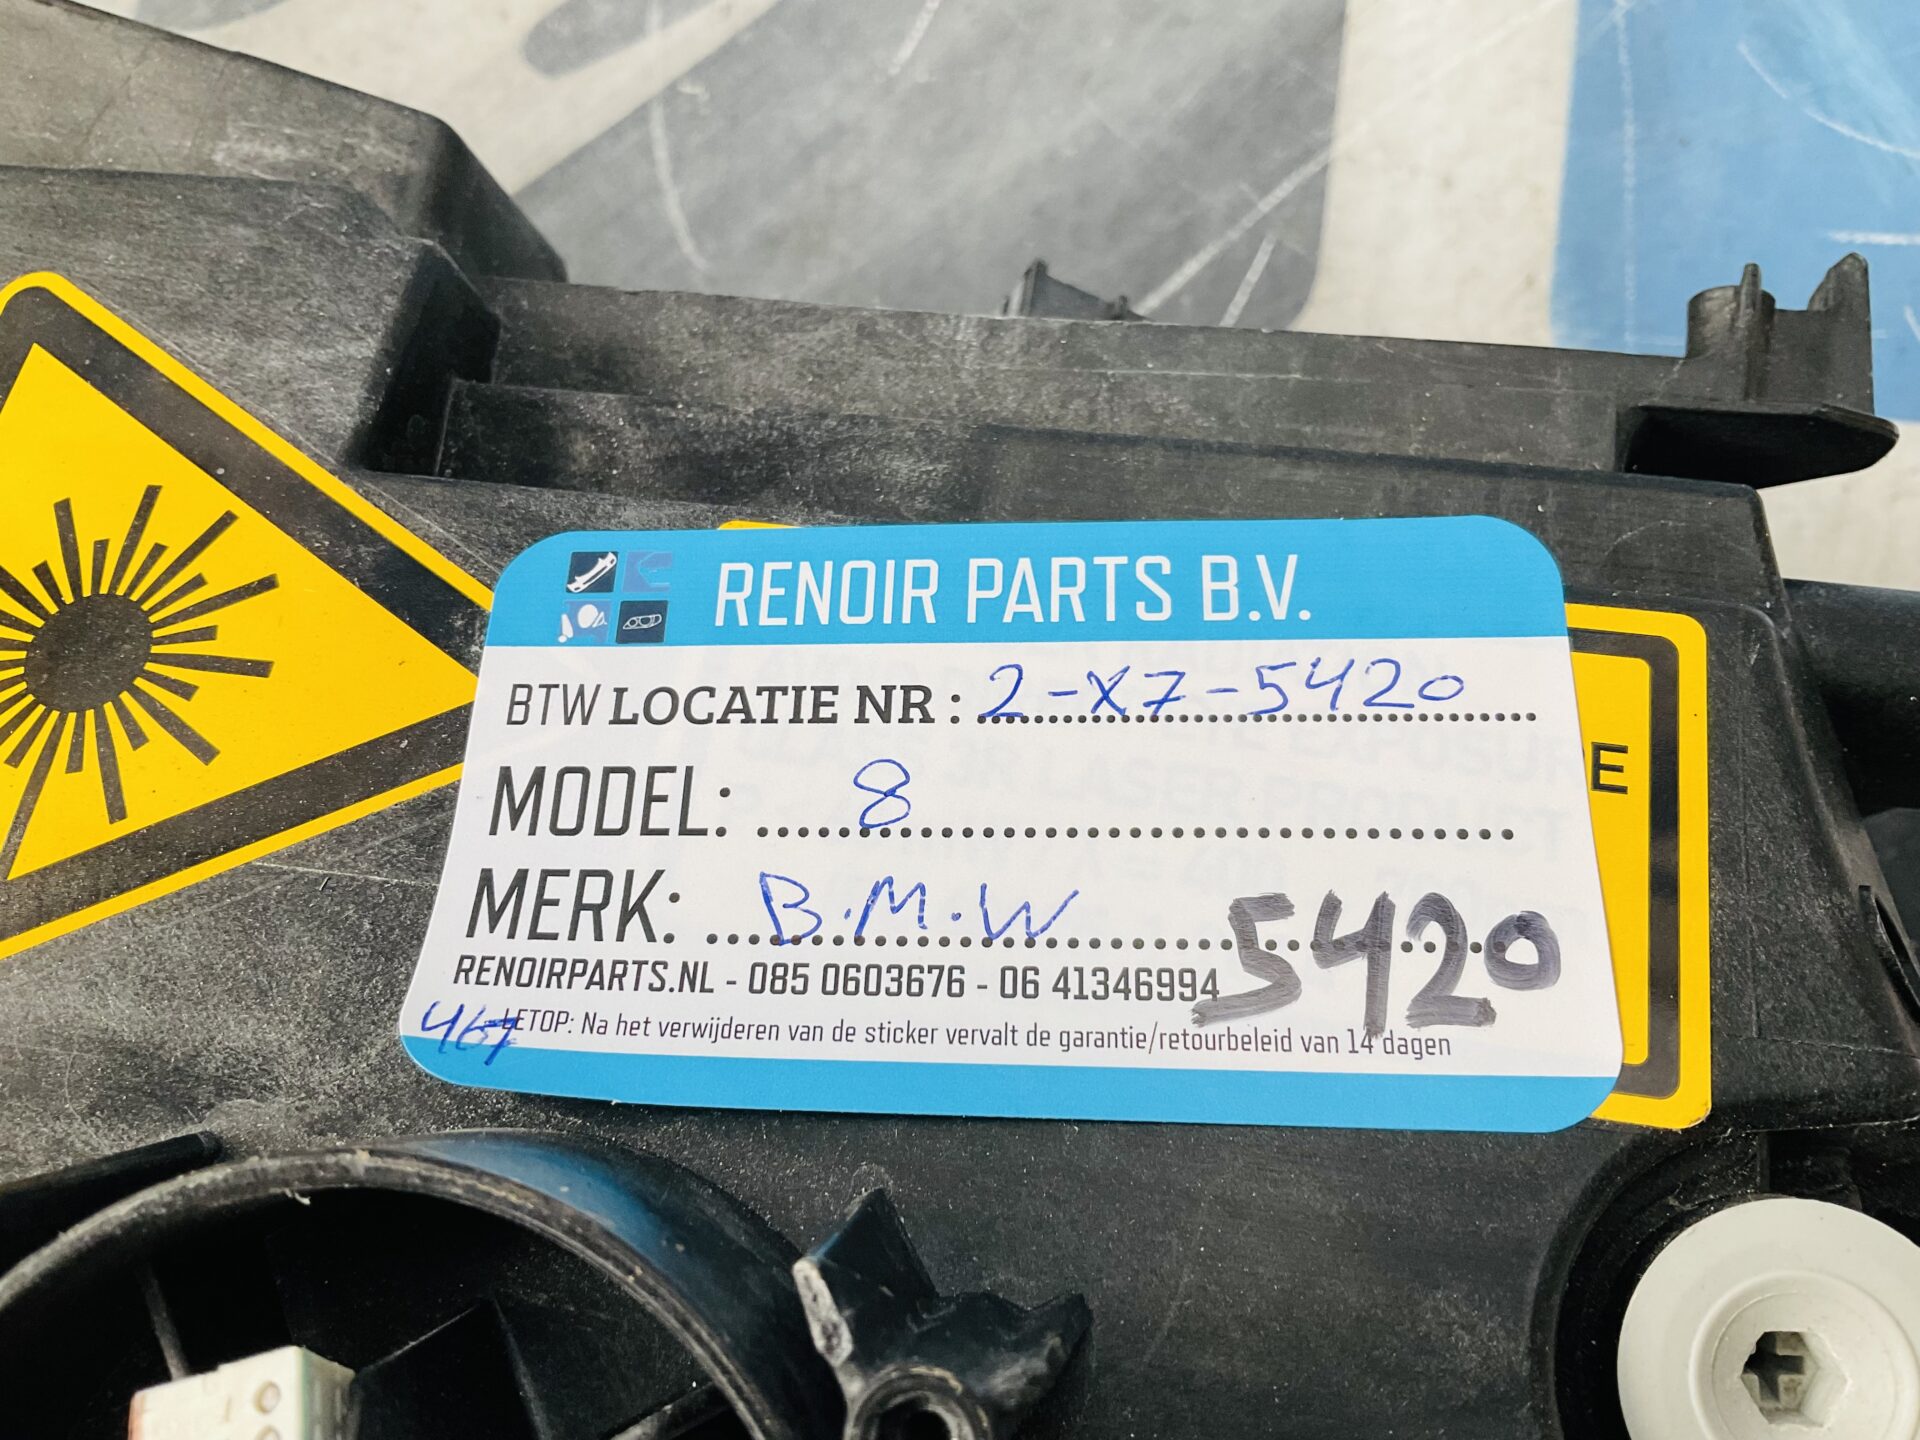 RENOIR PARTS B.V.
BTW LOCATIE NR : 2-X7-5420
MODEL: 8
MERK: B.M.W
5420
RENOIRPARTS.NL - 085 0603676 - 06 41346994
467
LETOP: Na het verwijderen van de sticker vervalt de garantie/retourbeleid van 14 dagen
E